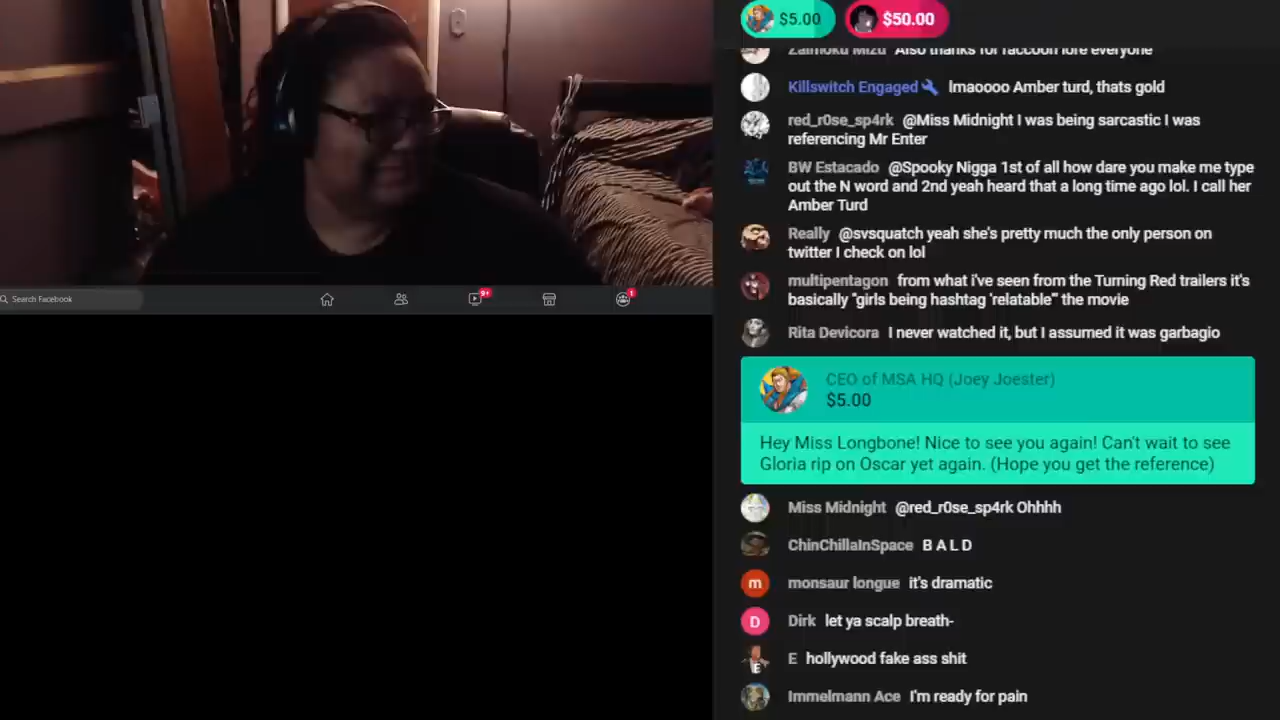 $5.00
$50.00
Zaimoku Mizu Also thanks for raccoon lore everyone
Killswitch Engaged lmaoooo Amber turd, thats gold
red_r0se_sp4rk @Miss Midnight I was being sarcastic I was
referencing Mr Enter
BW Estacado @Spooky Nigga 1st of all how dare you make me type
out the N word and 2nd yeah heard that a long time ago lol. I call her
Amber Turd
Really @svsquatch yeah she's pretty much the only person on
twitter I check on lol
multipentagon from what i've seen from the Turning Red trailers it's
basically "girls being hashtag 'relatable'" the movie
Search Facebook
9+
1
Rita Devicora I never watched it, but I assumed it was garbagio
CEO of MSA HQ (Joey Joester)
$5.00
Hey Miss Longbone! Nice to see you again! Can't wait to see
Gloria rip on Oscar yet again. (Hope you get the reference)
Miss Midnight @red_r0se_sp4rk Ohhhh
ChinChillaInSpace B A L D
m monsaur longue it's dramatic
D Dirk let ya scalp breath-
E E hollywood fake ass shit
Immelmann Ace I'm ready for pain